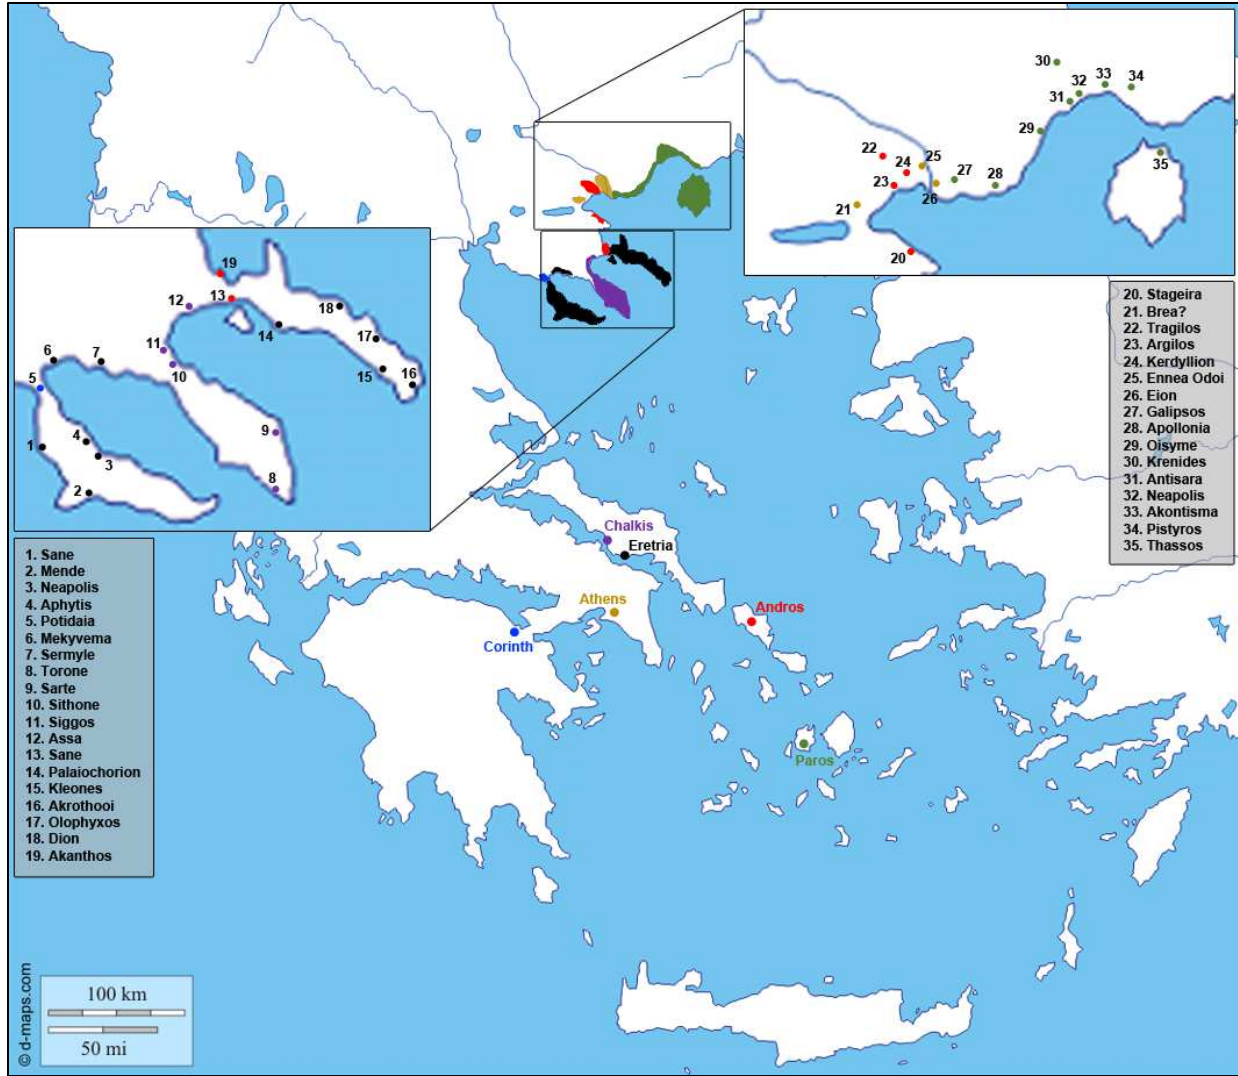 30
33
32
34
31
29
22
24
25
35
27
28
23
26
21
20
19
12
13
18
14
11
6
7
17
10
5
15
16
4
9
1
3
2
8
20. Stageira
21. Brea?
22. Tragilos
23. Argilos
24. Kerdyllion
25. Ennea Odoi
26. Eion
27. Galipsos
28. Apollonia
29. Oisyme
30. Krenides
31. Antisara
32. Neapolis
33. Akontisma
34. Pistyros
35. Thassos
1. Sane
2. Mende
3. Neapolis
4. Aphytis
5. Potidaia
6. Mekyvema
7. Sermyle
8. Torone
9. Sarte
10. Sithone
11. Siggos
12. Assa
13. Sane
14. Palaiochorion
15. Kleones
16. Akrothooi
17. Olophyxos
18. Dion
19. Akanthos
Chalkis
Eretria
Athens
Andros
Corinth
Paros
© d-maps.com
100 km
50 mi